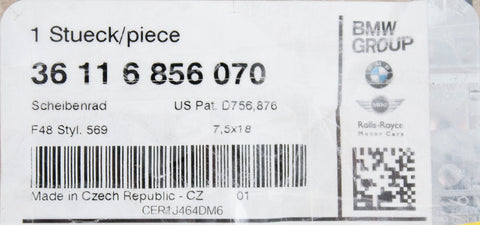 1 Stueck/piece
BMW
GROUP
36 11 6 856 070
Scheibenrad US Pat. D756,876
MINI
Rolls-Royce
Motor Cars
F48 Styl. 569 7,5x18
Made in Czech Republic - CZ 01
CER1J464DM6